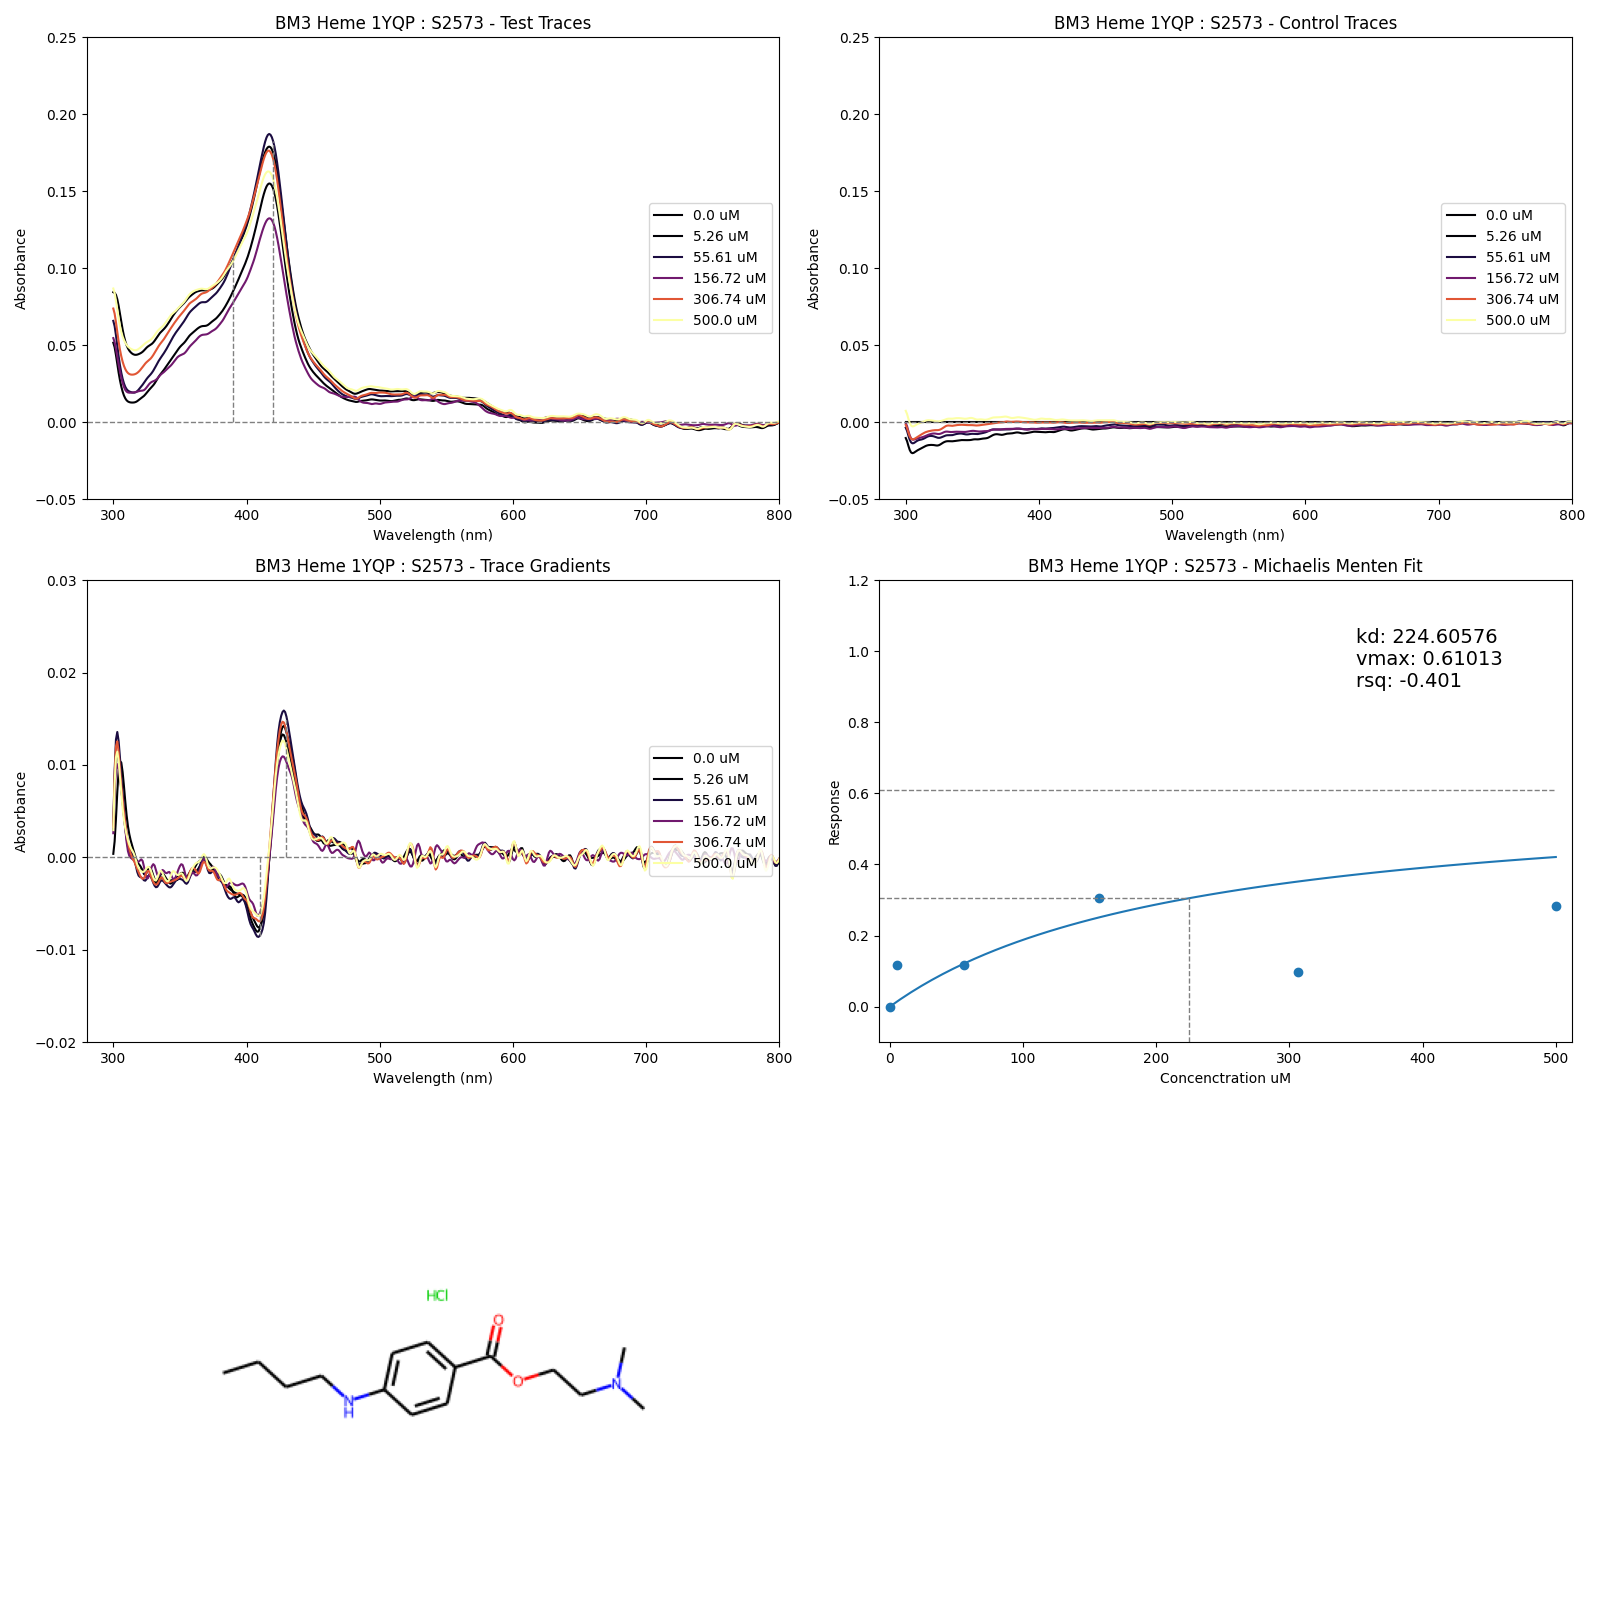 BM3 Heme 1YQP : S2573 - Test Traces
0.25
0.20
0.15
0.10
0.05
0.00
−0.05
Absorbance
300 400 500 600 700 800
Wavelength (nm)
0.0 uM
5.26 uM
55.61 uM
156.72 uM
306.74 uM
500.0 uM
BM3 Heme 1YQP : S2573 - Control Traces
0.25
0.20
0.15
0.10
0.05
0.00
−0.05
Absorbance
300 400 500 600 700 800
Wavelength (nm)
0.0 uM
5.26 uM
55.61 uM
156.72 uM
306.74 uM
500.0 uM
BM3 Heme 1YQP : S2573 - Trace Gradients
0.03
0.02
0.01
0.00
−0.01
−0.02
Absorbance
300 400 500 600 700 800
Wavelength (nm)
0.0 uM
5.26 uM
55.61 uM
156.72 uM
306.74 uM
500.0 uM
BM3 Heme 1YQP : S2573 - Michaelis Menten Fit
1.2
1.0
0.8
0.6
0.4
0.2
0.0
Response
0 100 200 300 400 500
Concenctration uM
kd: 224.60576
vmax: 0.61013
rsq: -0.401
HCl
O
O
N
N
H